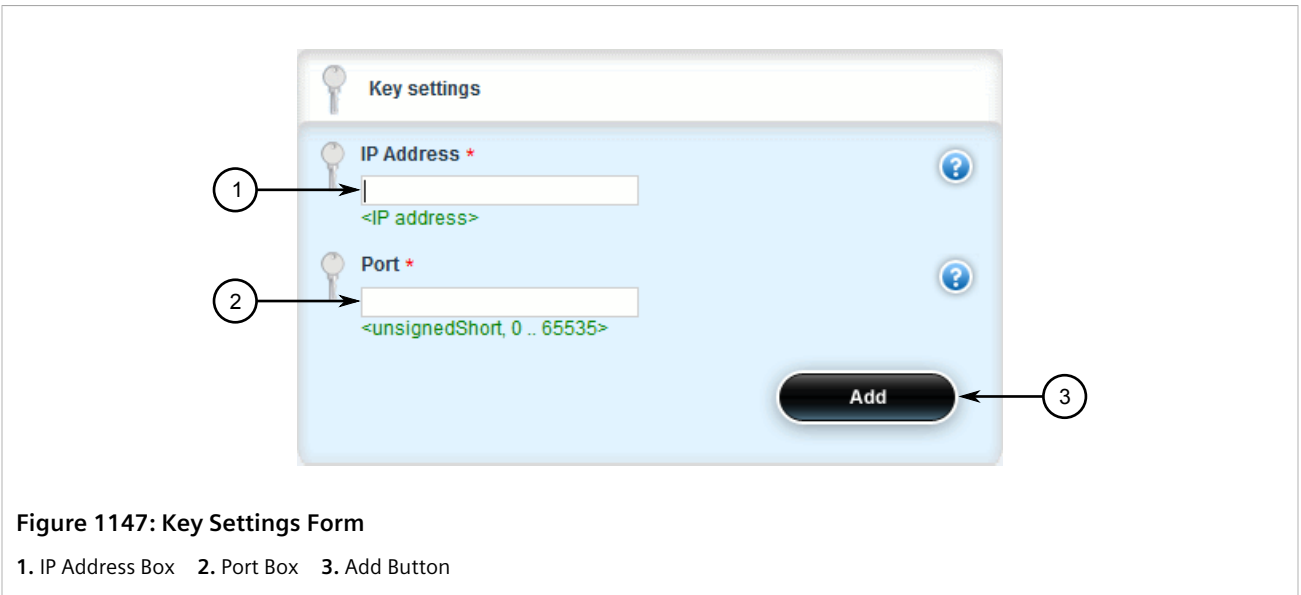 Key settings
IP Address *
?
1
<IP address>
Port *
?
2
<unsignedShort, 0 .. 65535>
Add
3
Figure 1147: Key Settings Form
1. IP Address Box 2. Port Box 3. Add Button